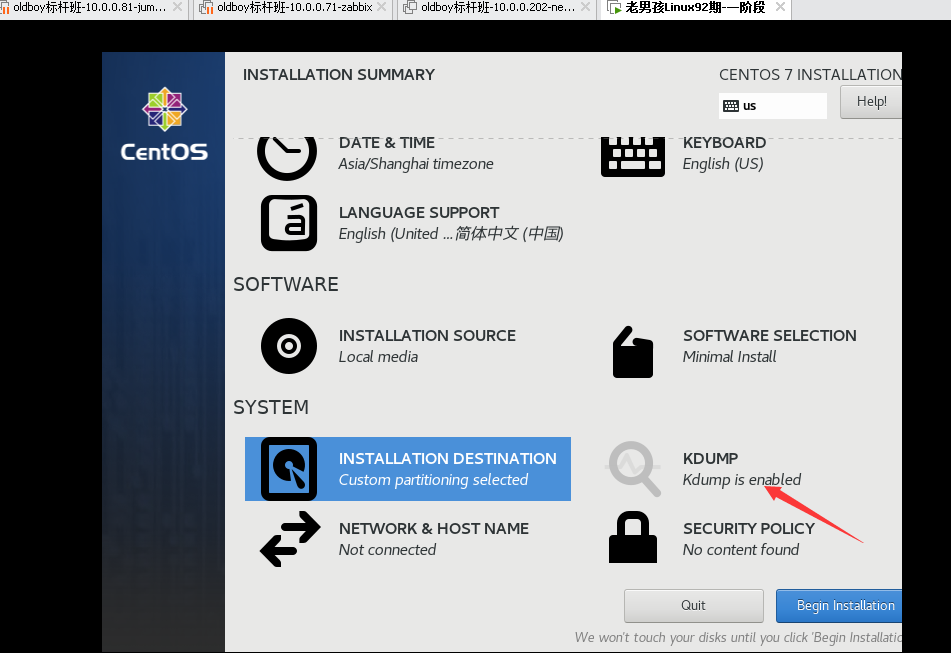 oldboy标杆班-10.0.0.81-jum...
oldboy标杆班-10.0.0.71-zabbix
oldboy标杆班-10.0.0.202-ne...
老男孩Linux92期-一阶段
CentOS
INSTALLATION SUMMARY
CENTOS 7 INSTALLATION
us
Help!
DATE & TIME
Asia/Shanghai timezone
KEYBOARD
English (US)
LANGUAGE SUPPORT
English (United ...简体中文 (中国)
SOFTWARE
INSTALLATION SOURCE
Local media
SOFTWARE SELECTION
Minimal Install
SYSTEM
INSTALLATION DESTINATION
Custom partitioning selected
KDUMP
Kdump is enabled
NETWORK & HOST NAME
Not connected
SECURITY POLICY
No content found
Quit
Begin Installation
We won't touch your disks until you click 'Begin Installatio